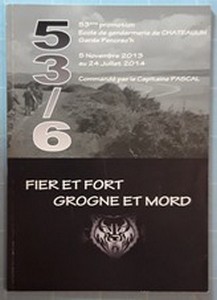 53/6
53ème promotion
Ecole de gendarmerie de CHATEAULIN
Garde Penorau'h
5 Novembre 2013
au 24 Juillet 2014
Commandé par le Capitaine PASCAL
FIER ET FORT
GROGNE ET MORD